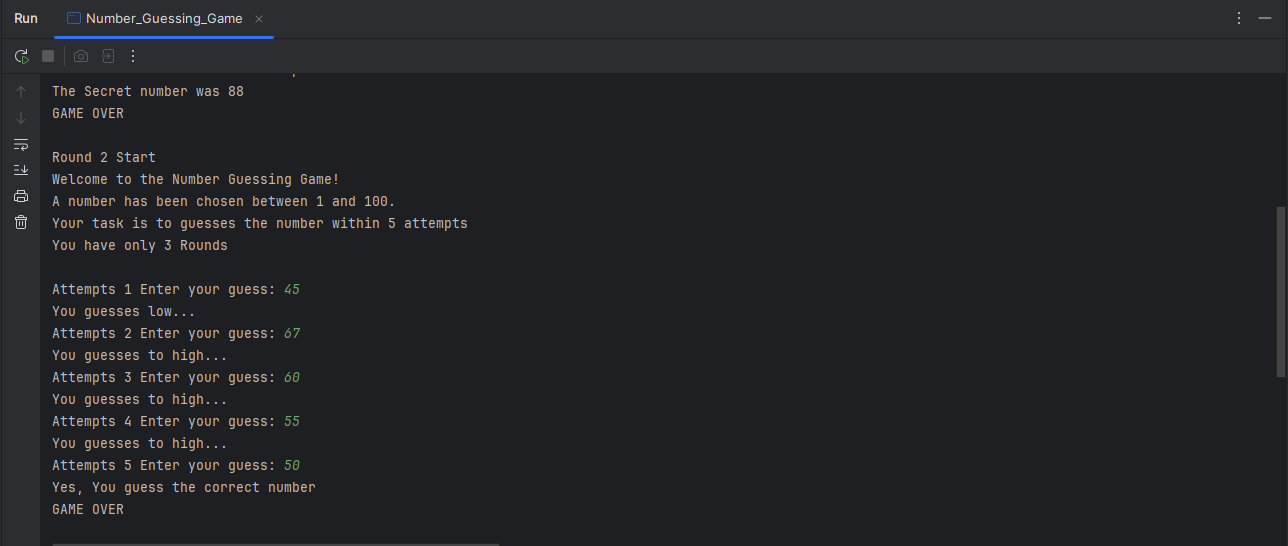 Run Number_Guessing_Game
The Secret number was 88
GAME OVER
Round 2 Start
Welcome to the Number Guessing Game!
A number has been chosen between 1 and 100.
Your task is to guesses the number within 5 attempts
You have only 3 Rounds
Attempts 1 Enter your guess: 45
You guesses low...
Attempts 2 Enter your guess: 67
You guesses to high...
Attempts 3 Enter your guess: 60
You guesses to high...
Attempts 4 Enter your guess: 55
You guesses to high...
Attempts 5 Enter your guess: 50
Yes, You guess the correct number
GAME OVER